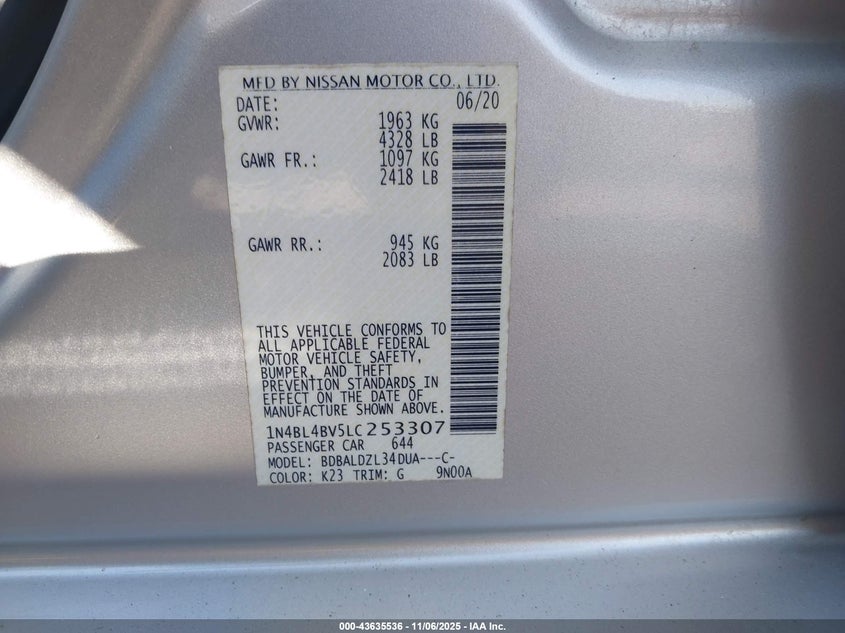 MFD BY NISSAN MOTOR CO., LTD.
DATE: 06/20
GVWR: 1963 KG
4328 LB
GAWR FR.: 1097 KG
2418 LB
GAWR RR.: 945 KG
2083 LB
THIS VEHICLE CONFORMS TO
ALL APPLICABLE FEDERAL
MOTOR VEHICLE SAFETY,
BUMPER, AND THEFT
PREVENTION STANDARDS IN
EFFECT ON THE DATE OF
MANUFACTURE SHOWN ABOVE.
1N4BL4BV5LC253307
PASSENGER CAR 644
MODEL: BDBALDZL34DUA---C-
COLOR: K23 TRIM: G 9N00A
000-43635536 - 11/06/2025 - IAA Inc.